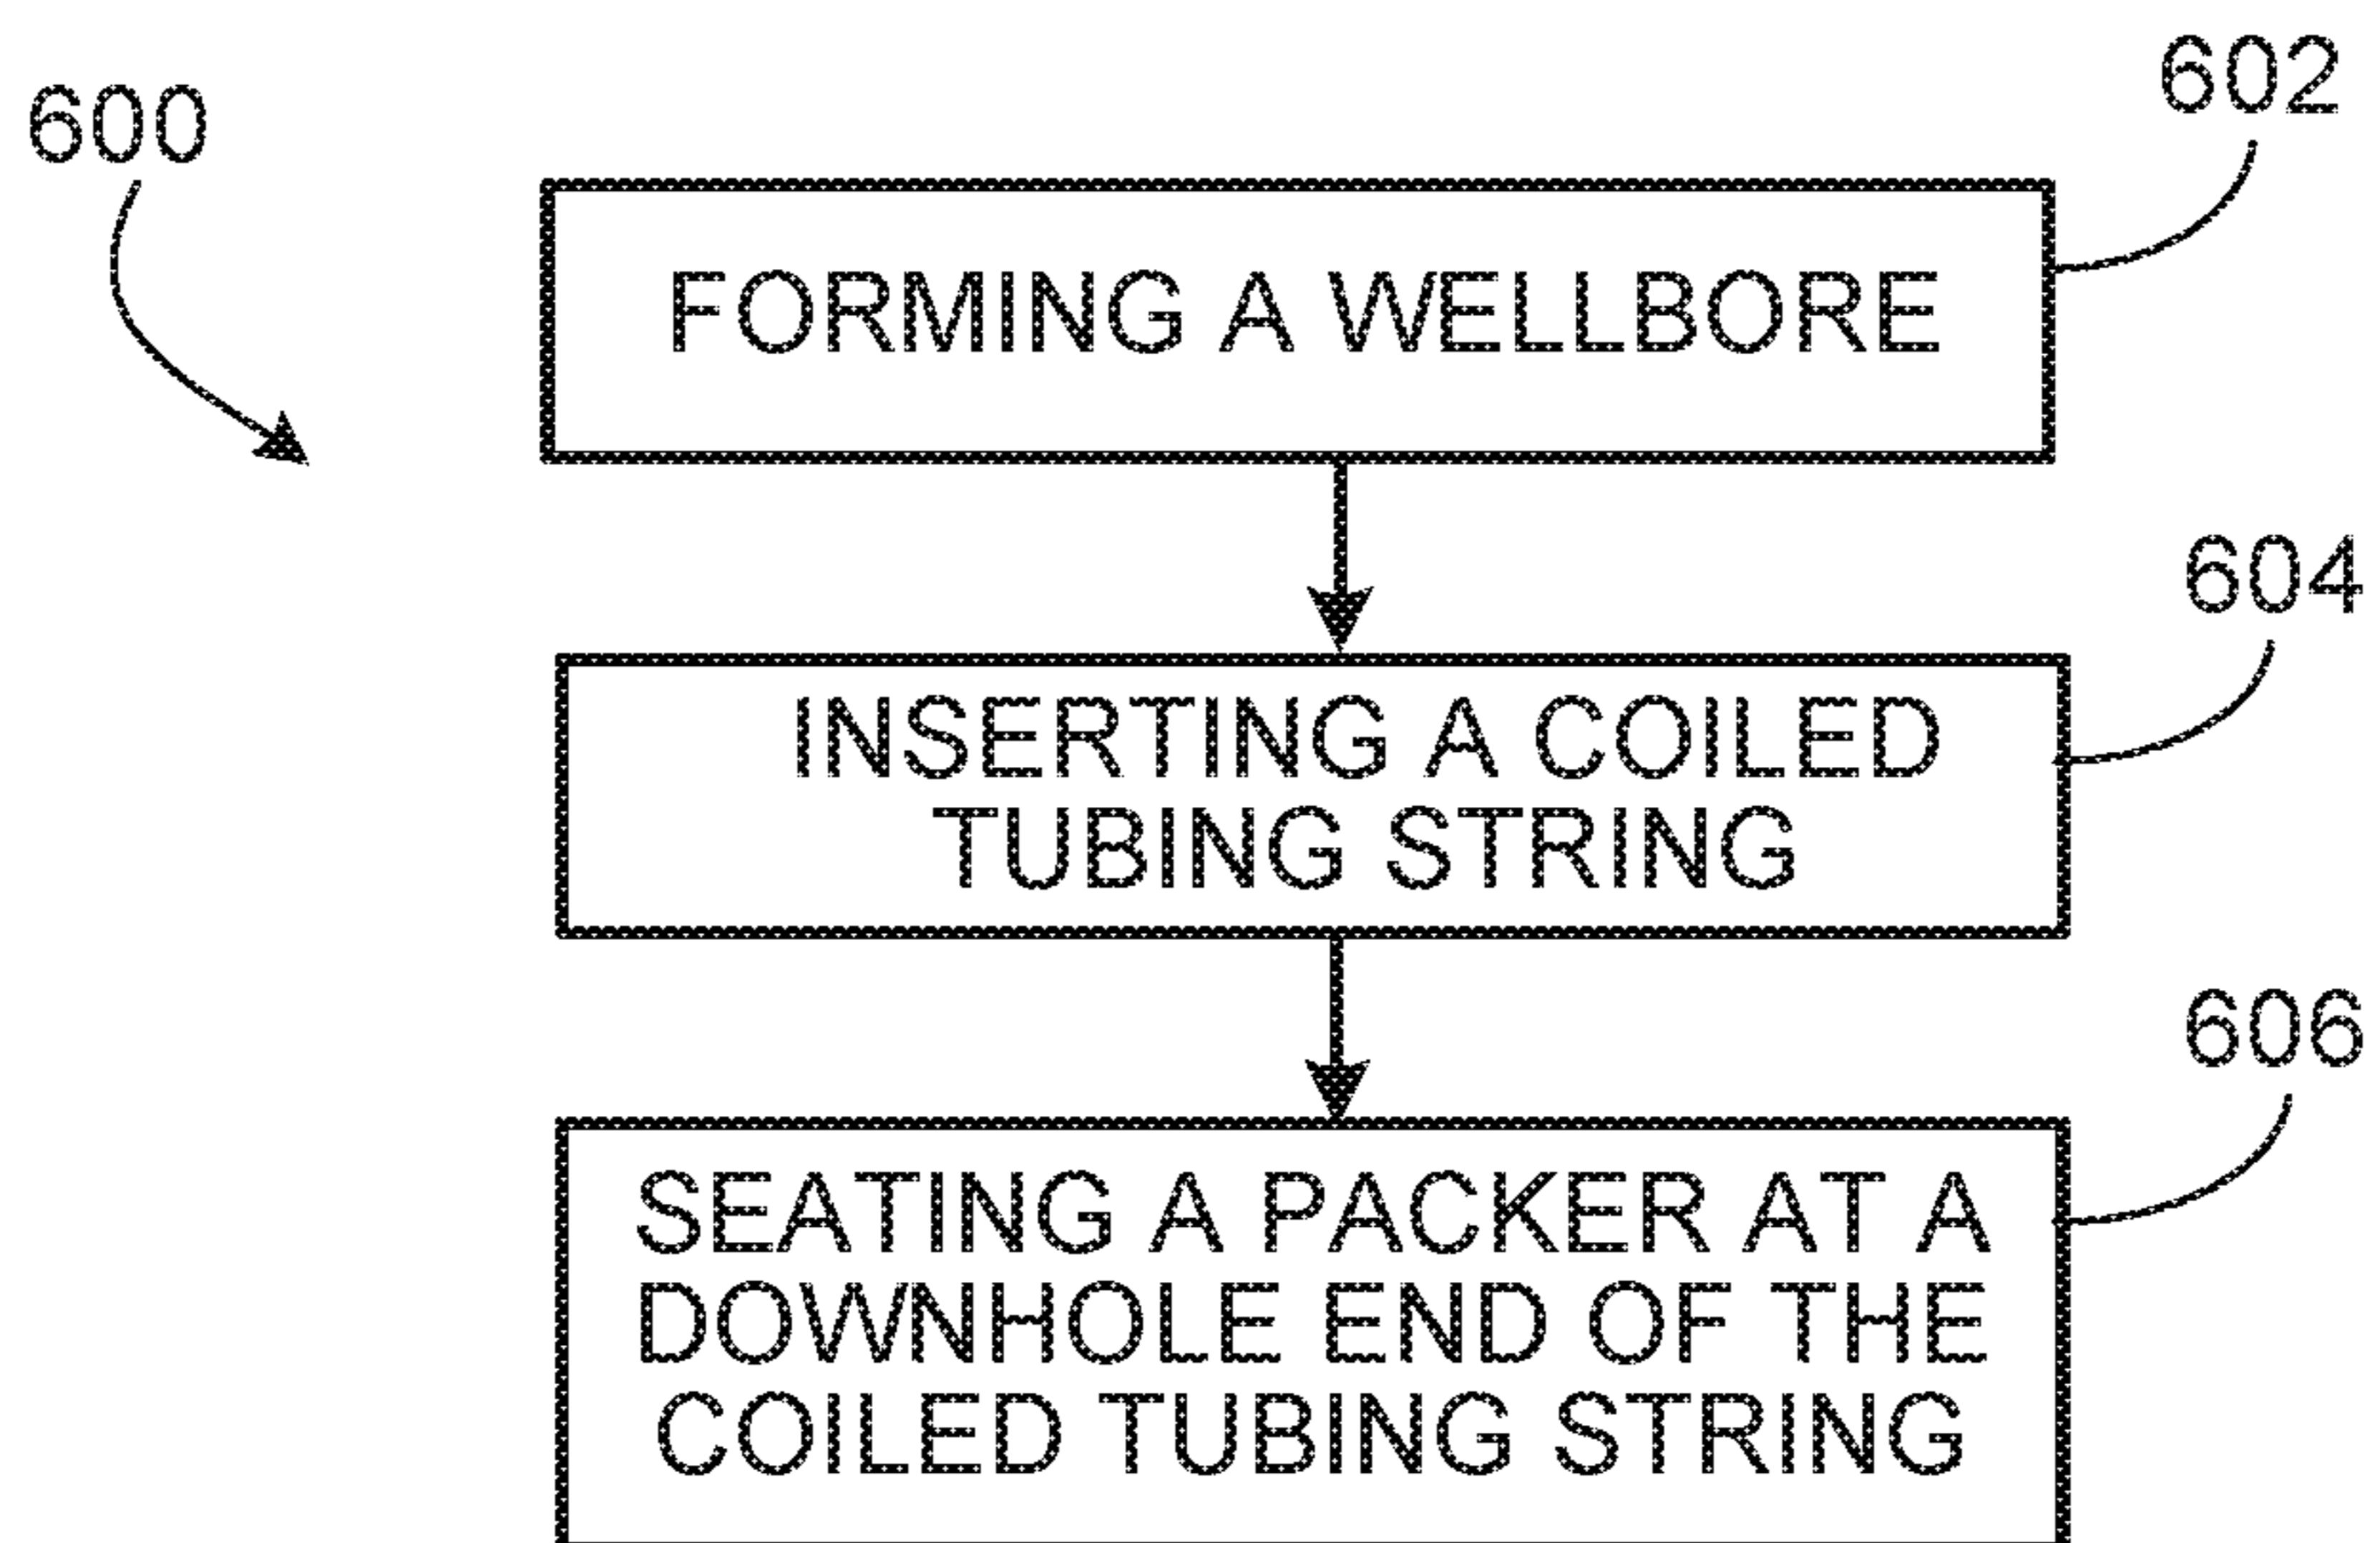 600
602
FORMING A WELLBORE
604
INSERTING A COILED
TUBING STRING
606
SEATING A PACKER AT A
DOWNHOLE END OF THE
COILED TUBING STRING